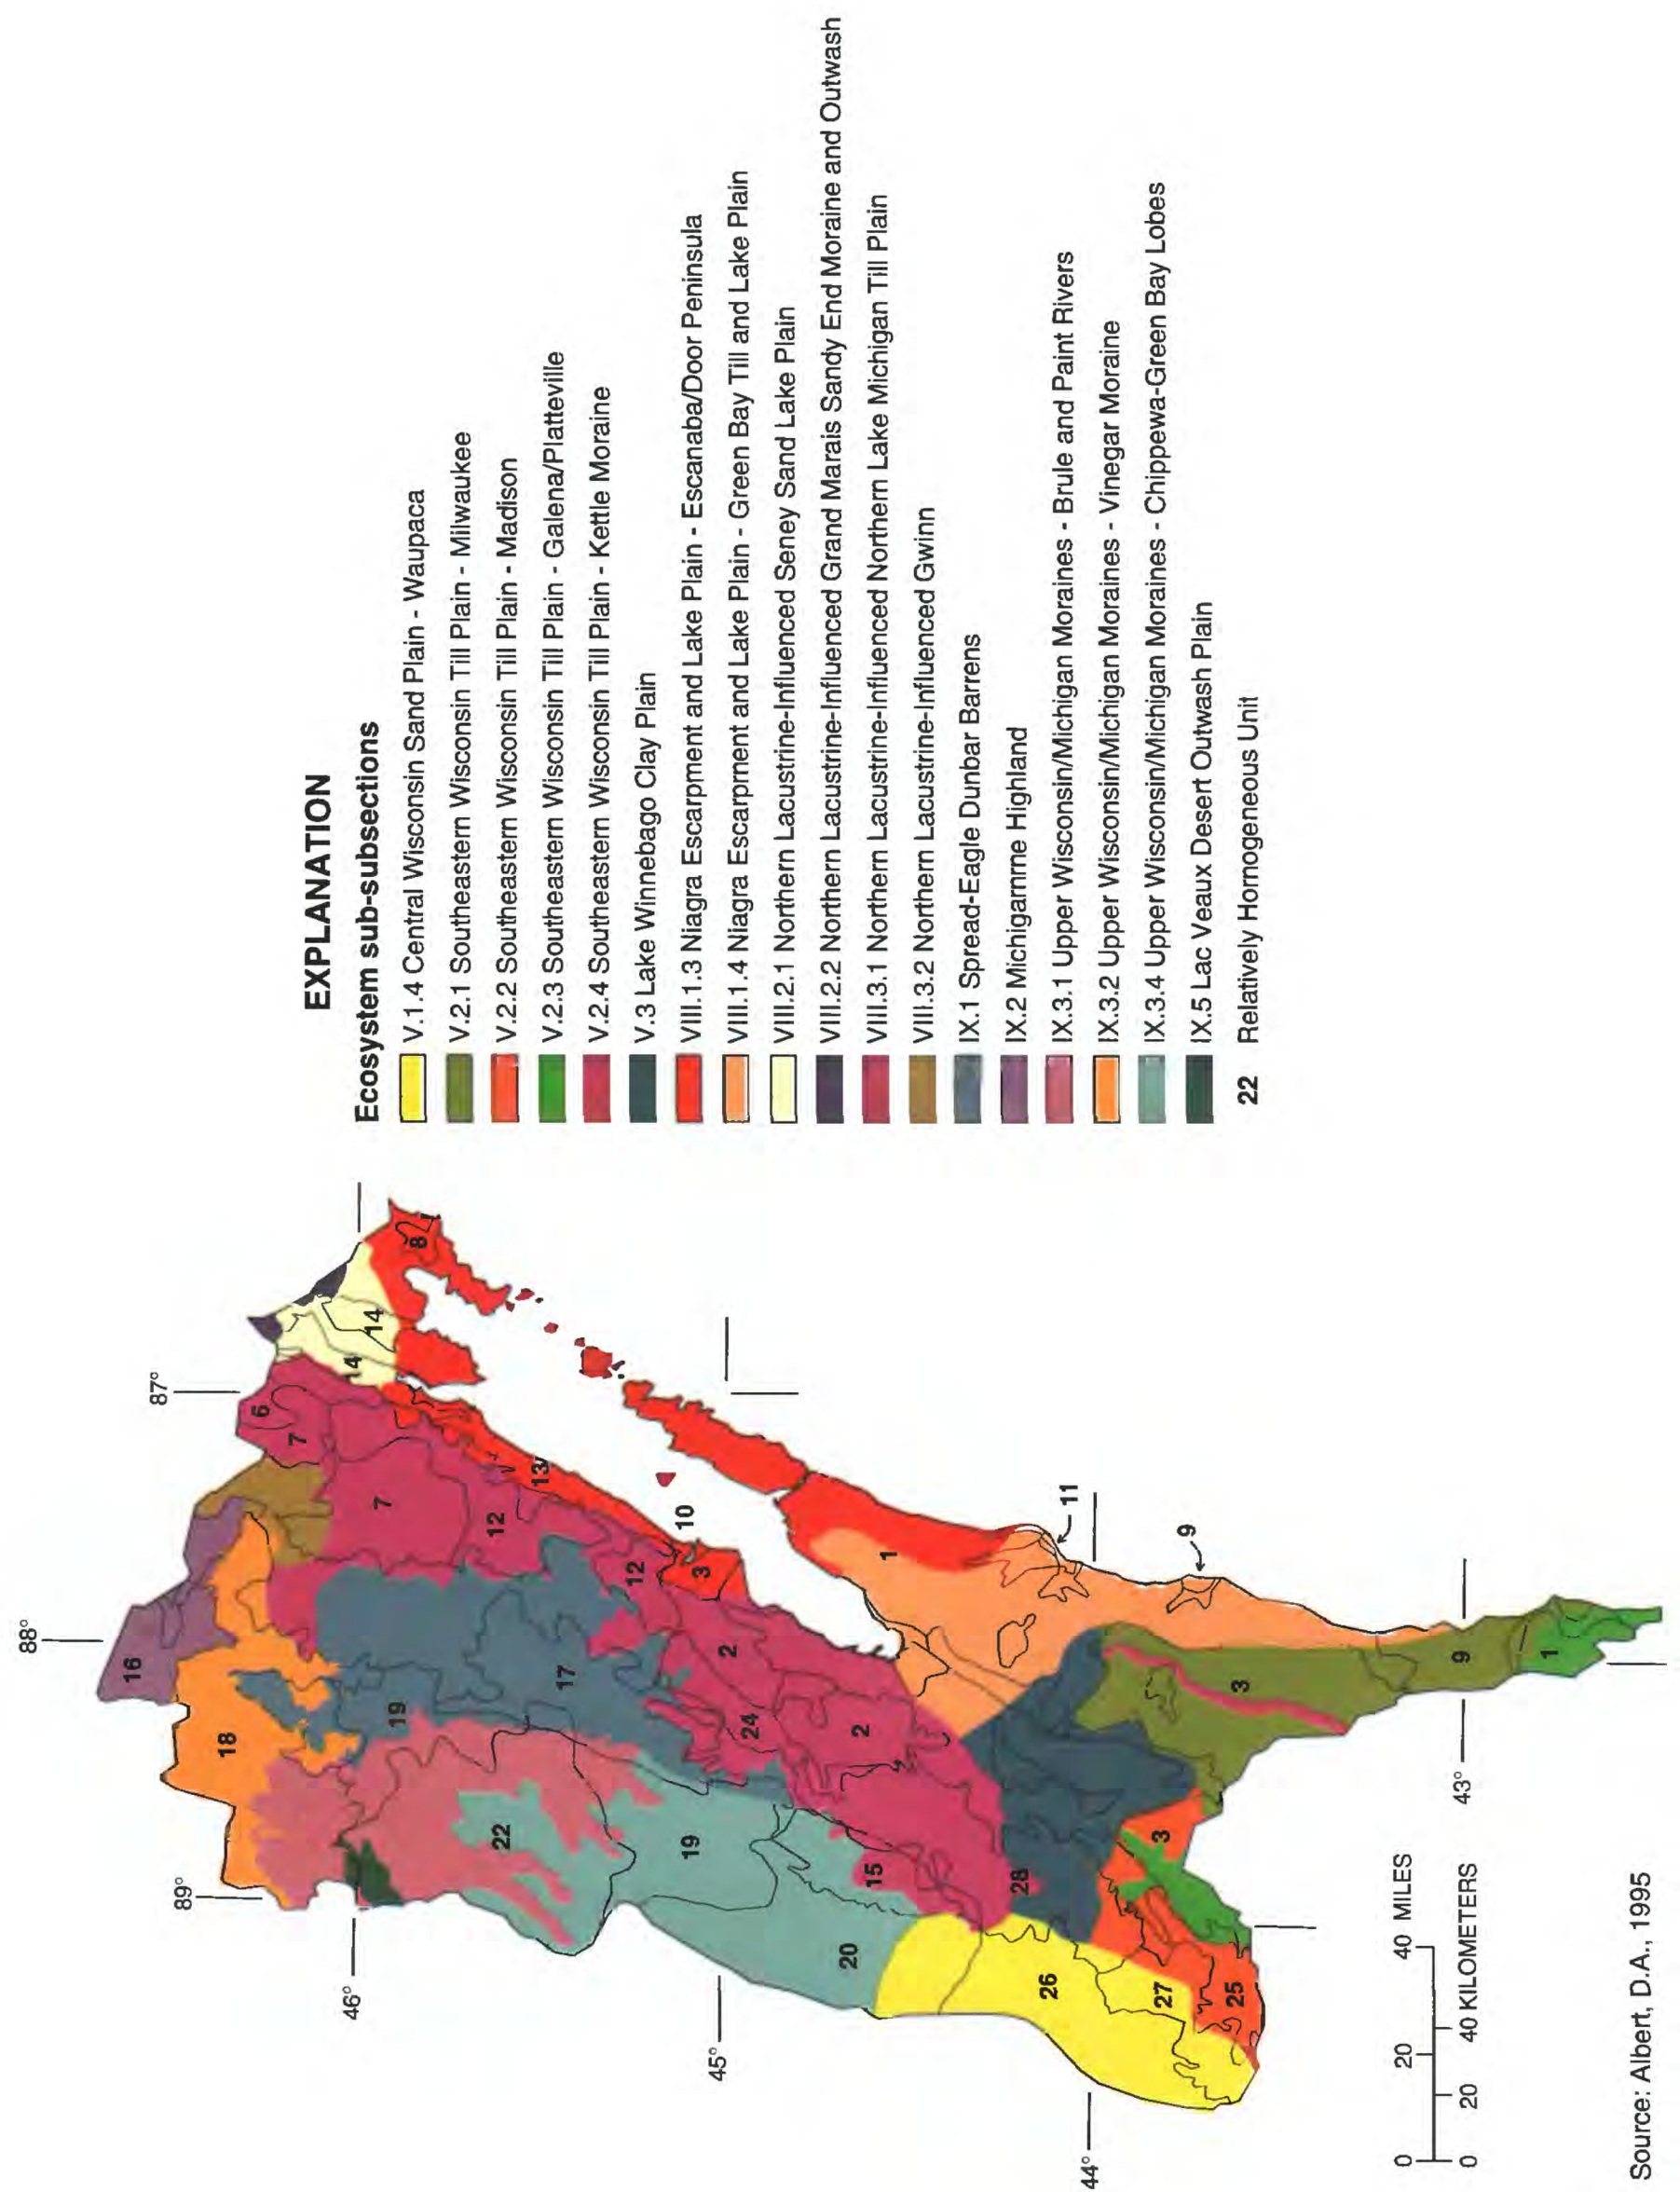 EXPLANATION
Ecosystem sub-subsections
V.1.4 Central Wisconsin Sand Plain - Waupaca
V.2.1 Southeastern Wisconsin Till Plain - Milwaukee
V.2.2 Southeastern Wisconsin Till Plain - Madison
V.2.3 Southeastern Wisconsin Till Plain - Galena/Platteville
V.2.4 Southeastern Wisconsin Till Plain - Kettle Moraine
V.3 Lake Winnebago Clay Plain
VIII.1.3 Niagra Escarpment and Lake Plain - Escanaba/Door Peninsula
VIII.1.4 Niagra Escarpment and Lake Plain - Green Bay Till and Lake Plain
VIII.2.1 Northern Lacustrine-Influenced Seney Sand Lake Plain
VIII.2.2 Northern Lacustrine-Influenced Grand Marais Sandy End Moraine and Outwash
VIII.3.1 Northern Lacustrine-Influenced Northern Lake Michigan Till Plain
VIII.3.2 Northern Lacustrine-Influenced Gwinn
IX.1 Spread-Eagle Dunbar Barrens
IX.2 Michigamme Highland
IX.3.1 Upper Wisconsin/Michigan Moraines - Brule and Paint Rivers
IX.3.2 Upper Wisconsin/Michigan Moraines - Vinegar Moraine
IX.3.4 Upper Wisconsin/Michigan Moraines - Chippewa-Green Bay Lobes
IX.5 Lac Veaux Desert Outwash Plain
22 Relatively Homogeneous Unit
89°
88°
87°
46°
45°
44°
43°
16
18
19
17
22
19
20
15
24
2
2
12
12
7
7
6
14
14
8
13
10
3
1
11
9
28
26
27
25
3
3
9
1
0 20 40 MILES
0 20 40 KILOMETERS
Source: Albert, D.A., 1995